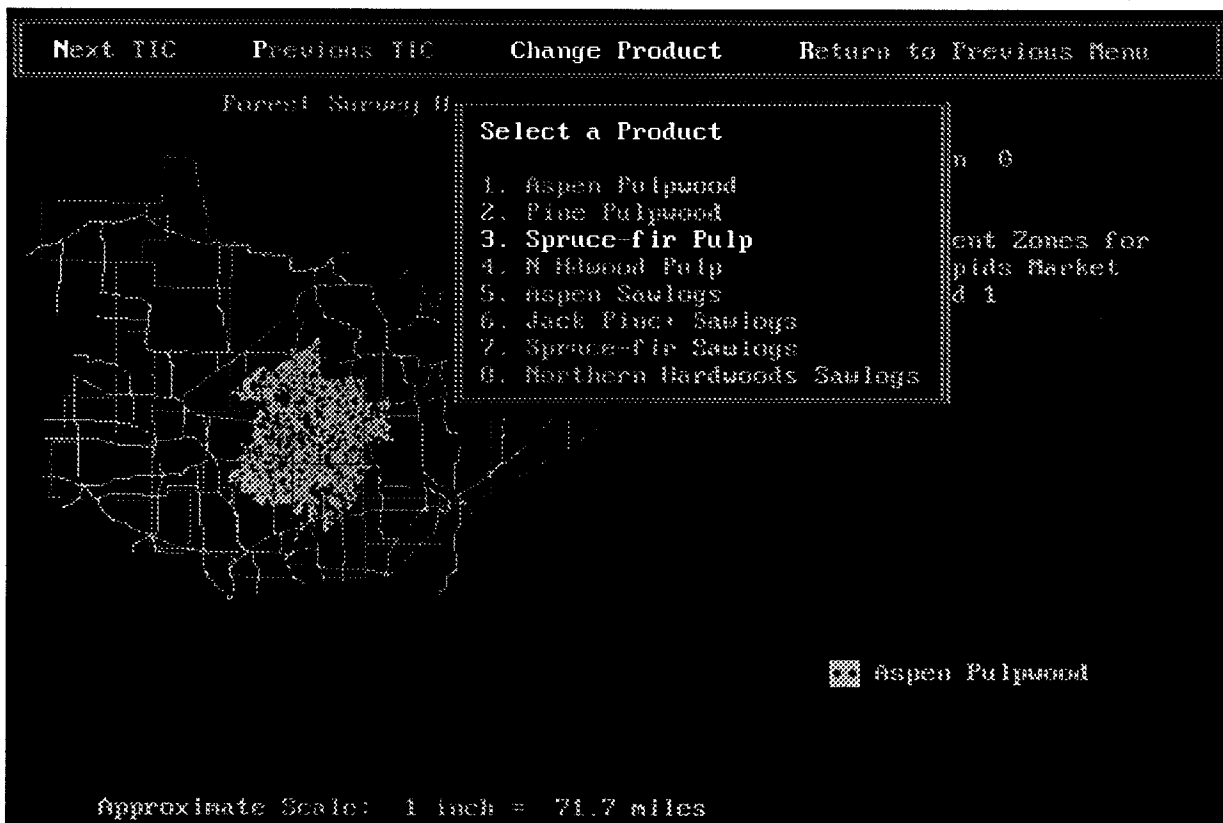 Next TIC Previous TIC Change Product Return to Previous Menu
Forest Survey
Select a Product
n 0
1. Aspen Pulpwood
2. Pine Pulpwood
3. Spruce-fir Pulp
ent Zones for
4. N Hdwood Pulp
pids Market
5. Aspen Sawlogs
d 1
6. Jack Pine+ Sawlogs
7. Spruce-fir Sawlogs
8. Northern Hardwoods Sawlogs
Aspen Pulpwood
Approximate Scale: 1 inch = 71.7 miles